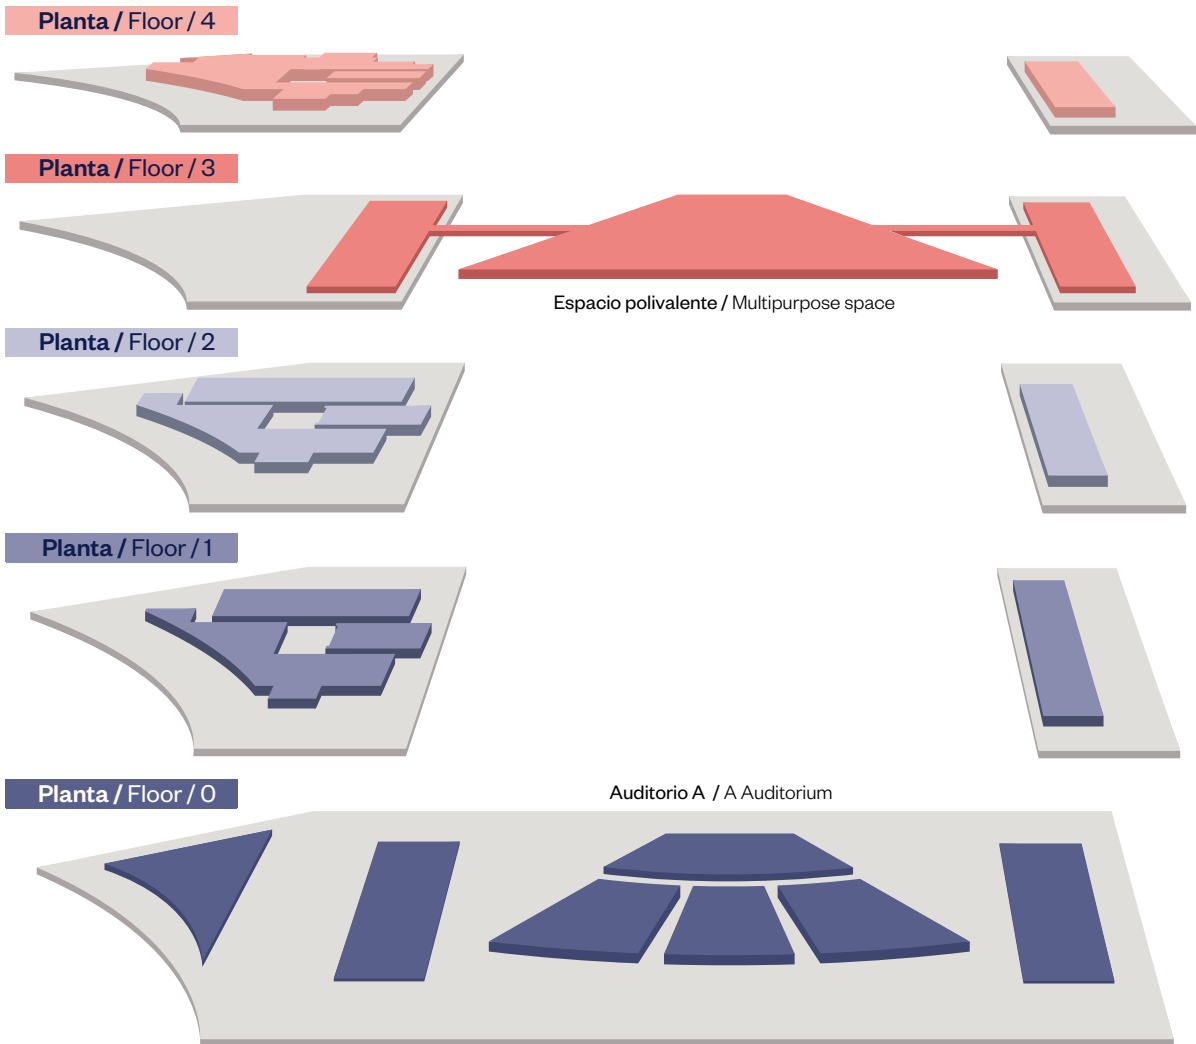 Planta / Floor / 4
Planta / Floor / 3
Espacio polivalente / Multipurpose space
Planta / Floor / 2
Planta / Floor / 1
Planta / Floor / 0
Auditorio A / A Auditorium